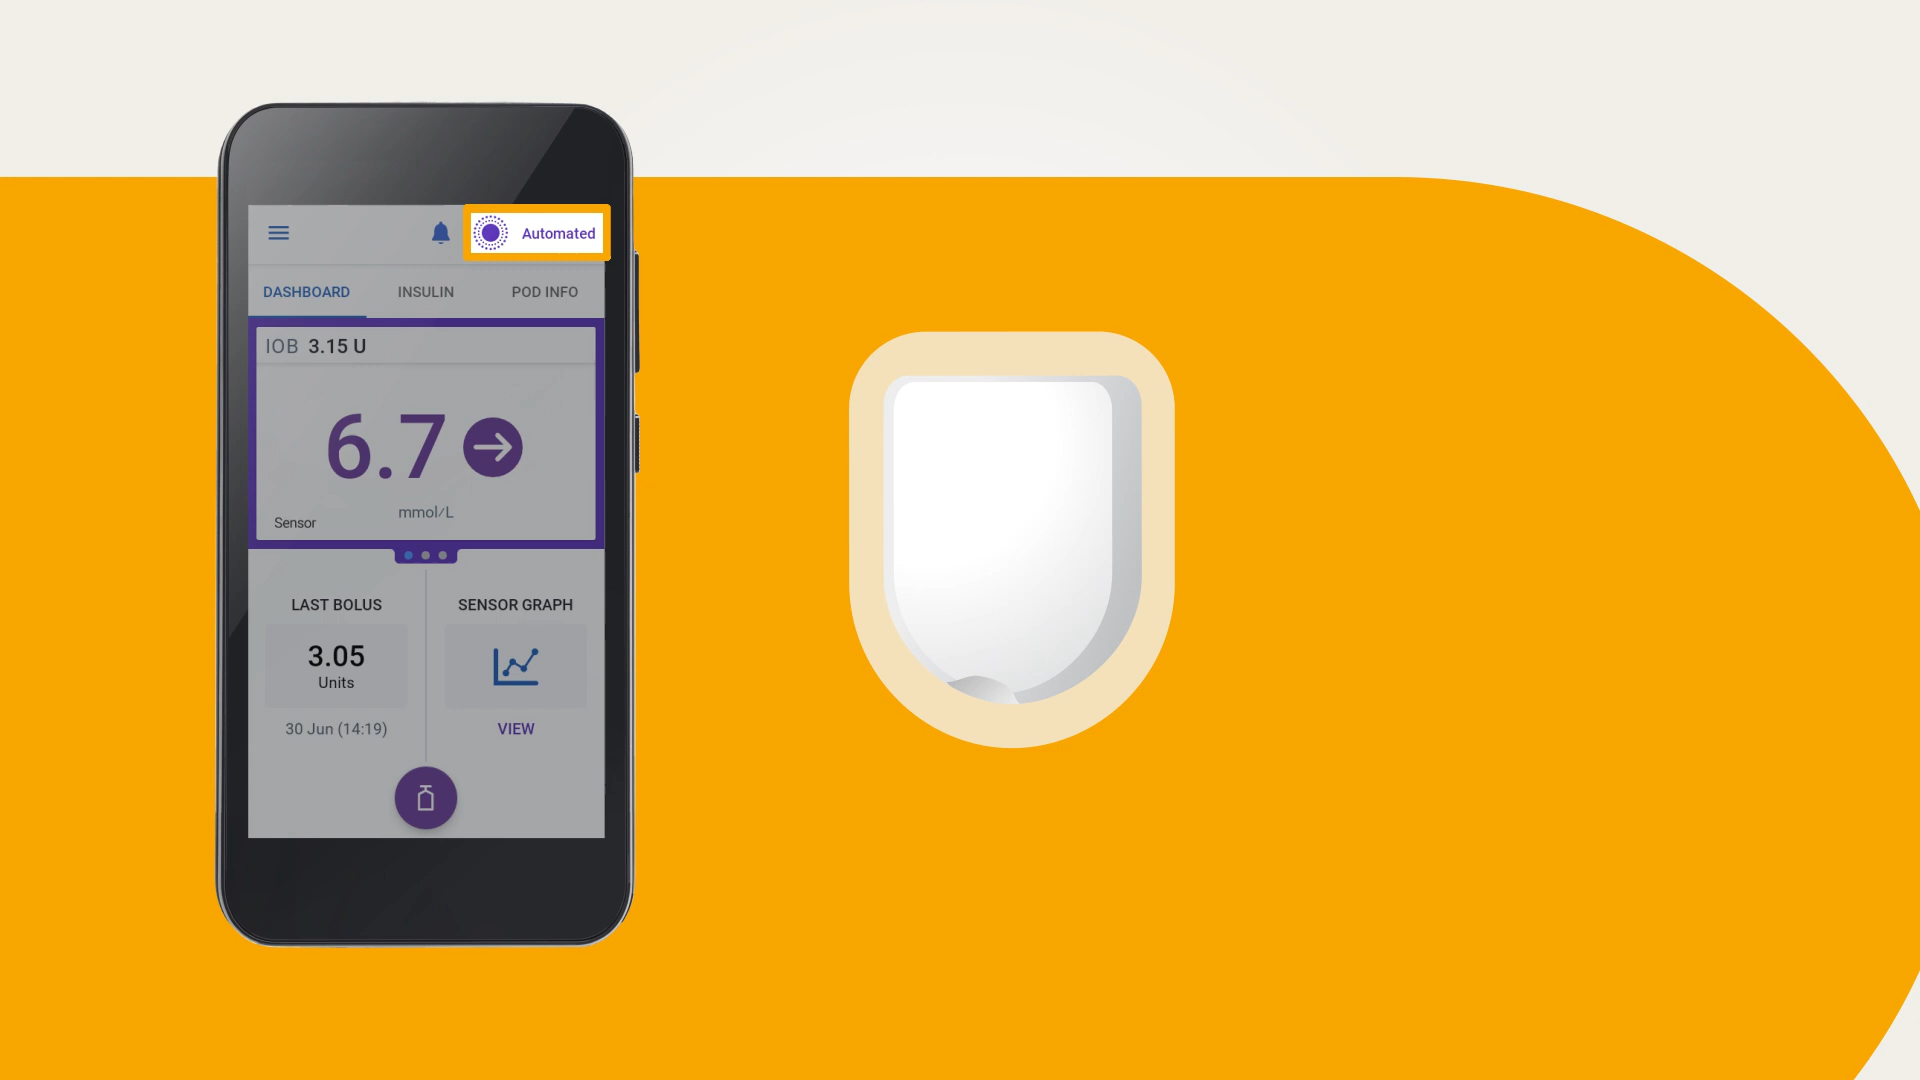 Automated
DASHBOARD INSULIN POD INFO
IOB 3.15 U
6.7
mmol/L
Sensor
LAST BOLUS SENSOR GRAPH
3.05
Units
30 Jun (14:19) VIEW